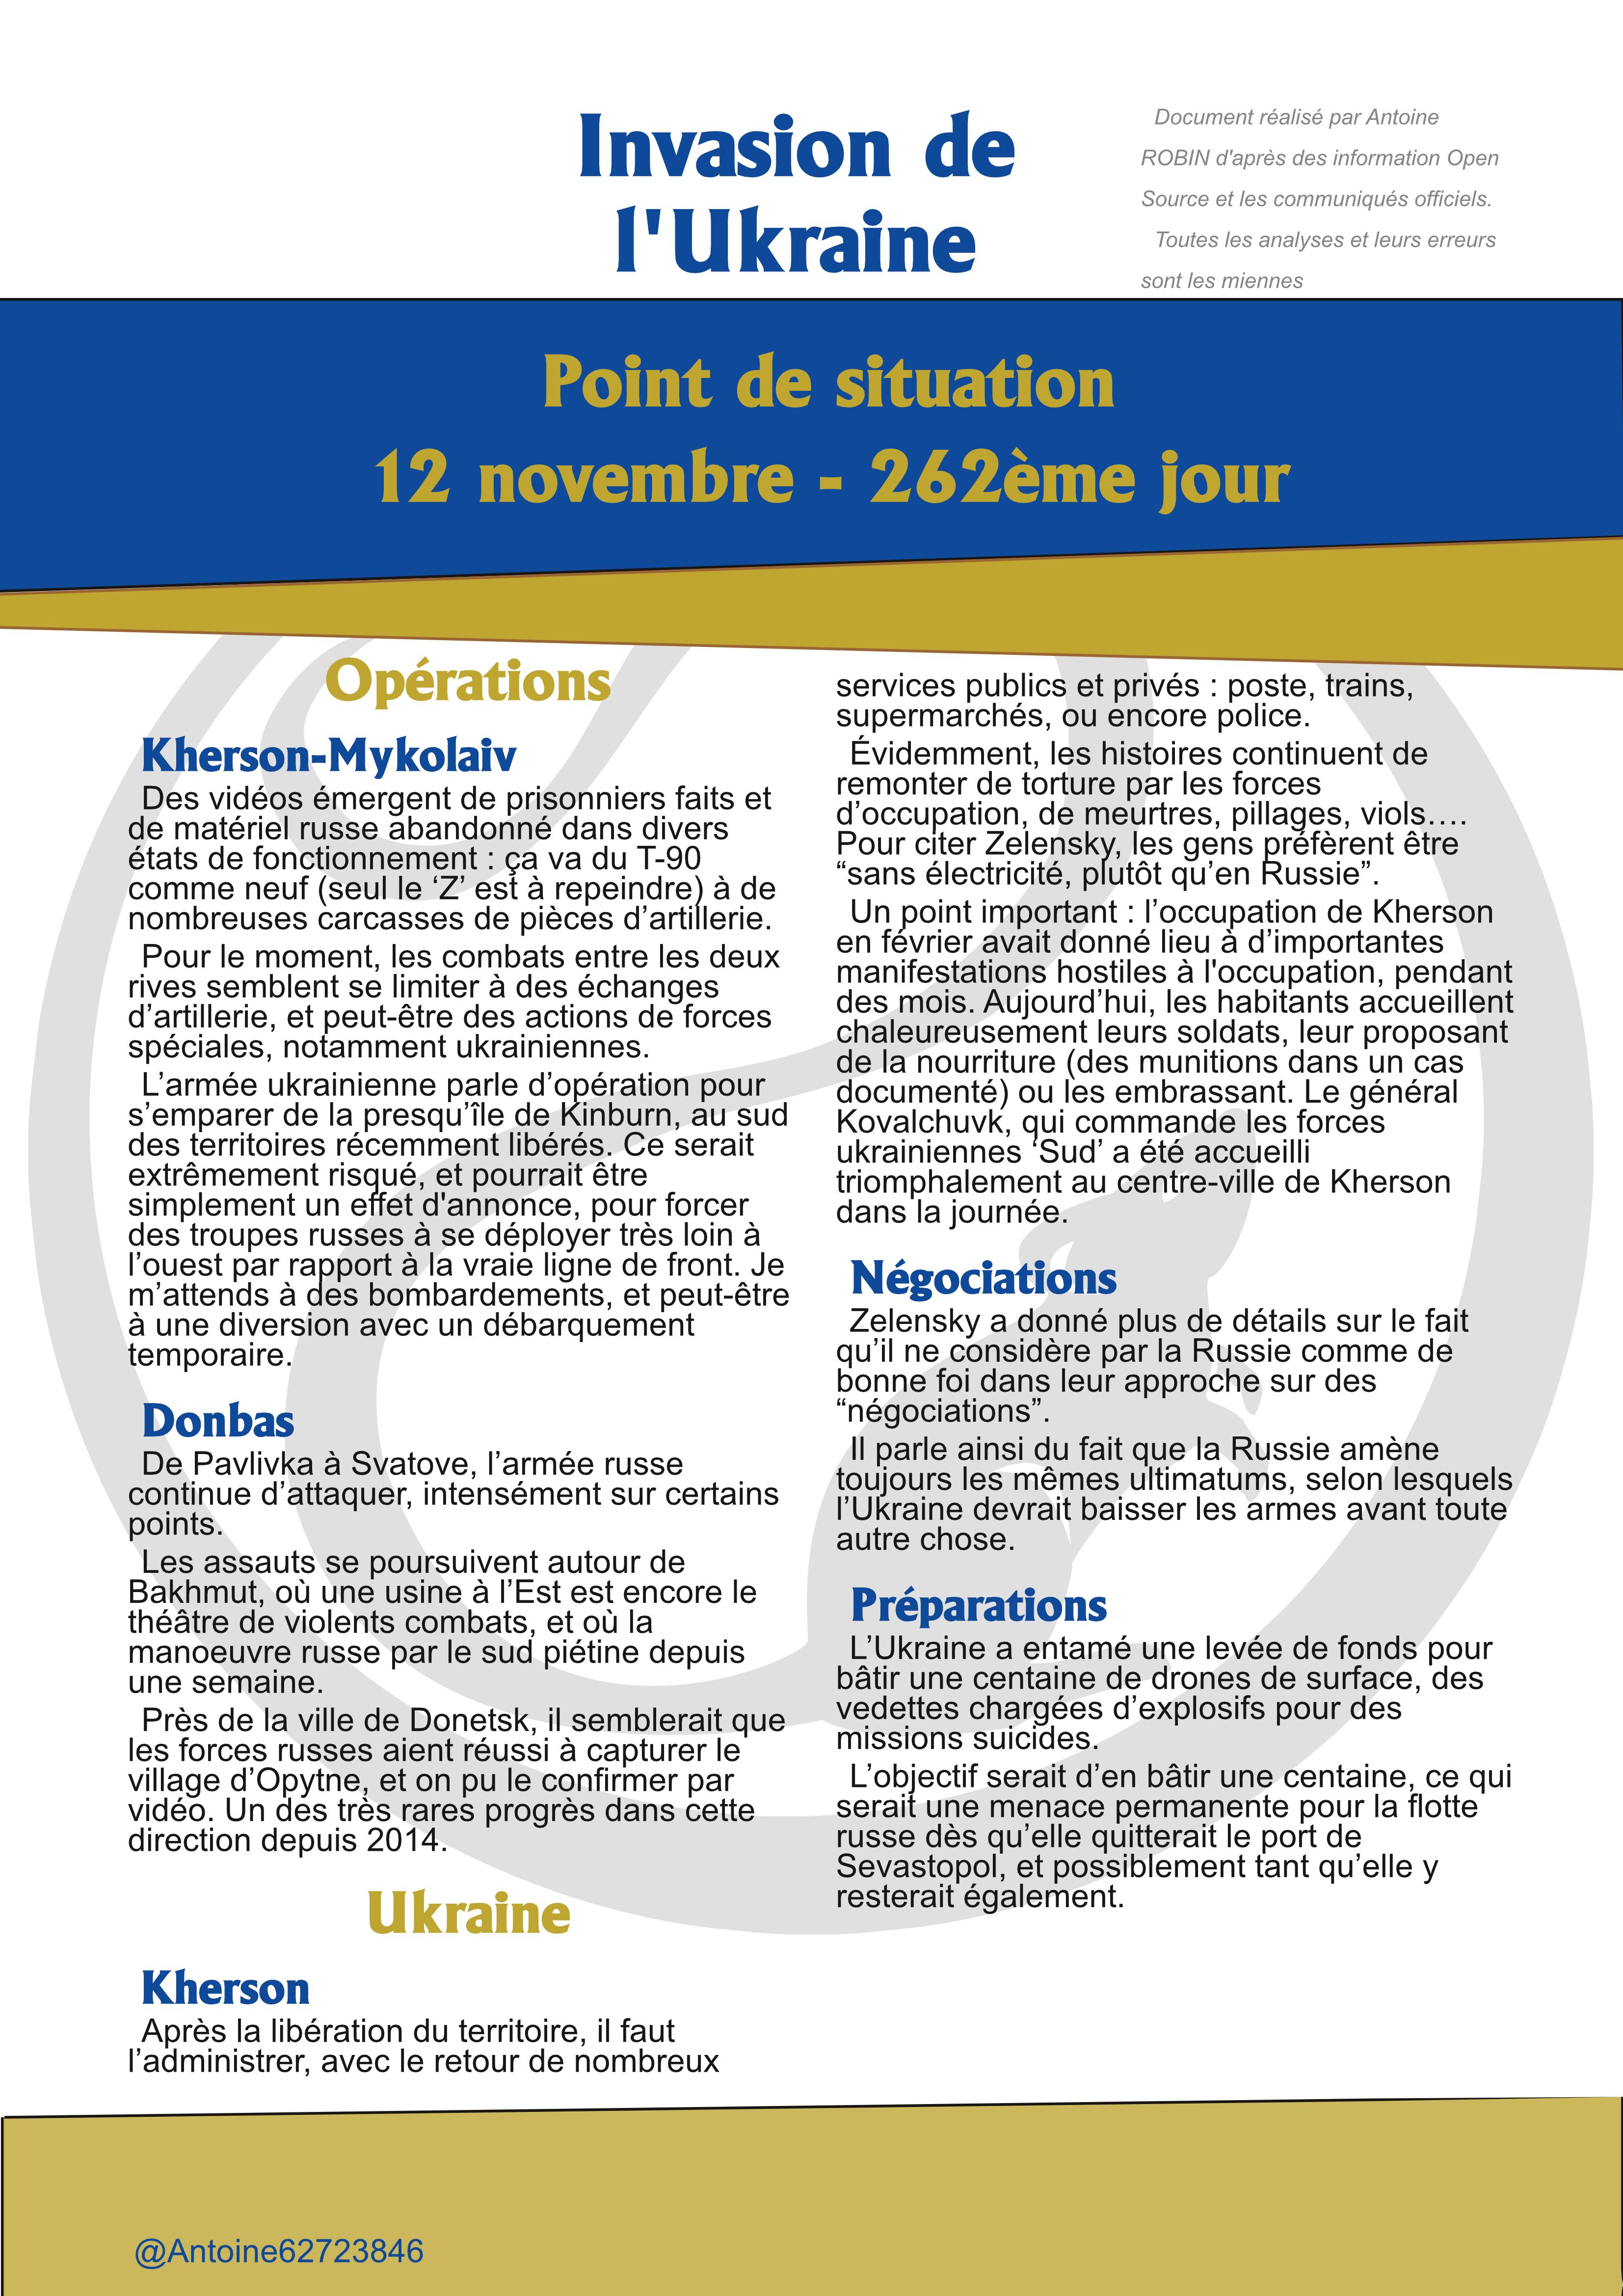 Invasion de
l'Ukraine
Document réalisé par Antoine
ROBIN d'après des information Open
Source et les communiqués officiels.
Toutes les analyses et leurs erreurs
sont les miennes
Point de situation
12 novembre - 262ème jour
Opérations
Kherson-Mykolaiv
Des vidéos émergent de prisonniers faits et
de matériel russe abandonné dans divers
états de fonctionnement : ça va du T-90
comme neuf (seul le ‘Z’ est à repeindre) à de
nombreuses carcasses de pièces d’artillerie.
Pour le moment, les combats entre les deux
rives semblent se limiter à des échanges
d’artillerie, et peut-être des actions de forces
spéciales, notamment ukrainiennes.
L’armée ukrainienne parle d’opération pour
s’emparer de la presqu’île de Kinburn, au sud
des territoires récemment libérés. Ce serait
extrêmement risqué, et pourrait être
simplement un effet d'annonce, pour forcer
des troupes russes à se déployer très loin à
l’ouest par rapport à la vraie ligne de front. Je
m’attends à des bombardements, et peut-être
à une diversion avec un débarquement
temporaire.
Donbas
De Pavlivka à Svatove, l’armée russe
continue d’attaquer, intensément sur certains
points.
Les assauts se poursuivent autour de
Bakhmut, où une usine à l’Est est encore le
théâtre de violents combats, et où la
manoeuvre russe par le sud piétine depuis
une semaine.
Près de la ville de Donetsk, il semblerait que
les forces russes aient réussi à capturer le
village d’Opytne, et on pu le confirmer par
vidéo. Un des très rares progrès dans cette
direction depuis 2014.
Ukraine
Kherson
Après la libération du territoire, il faut
l’administrer, avec le retour de nombreux
services publics et privés : poste, trains,
supermarchés, ou encore police.
Évidemment, les histoires continuent de
remonter de torture par les forces
d’occupation, de meurtres, pillages, viols….
Pour citer Zelensky, les gens préfèrent être
“sans électricité, plutôt qu’en Russie”.
Un point important : l’occupation de Kherson
en février avait donné lieu à d’importantes
manifestations hostiles à l'occupation, pendant
des mois. Aujourd’hui, les habitants accueillent
chaleureusement leurs soldats, leur proposant
de la nourriture (des munitions dans un cas
documenté) ou les embrassant. Le général
Kovalchuvk, qui commande les forces
ukrainiennes ‘Sud’ a été accueilli
triomphalement au centre-ville de Kherson
dans la journée.
Négociations
Zelensky a donné plus de détails sur le fait
qu’il ne considère par la Russie comme de
bonne foi dans leur approche sur des
“négociations”.
Il parle ainsi du fait que la Russie amène
toujours les mêmes ultimatums, selon lesquels
l’Ukraine devrait baisser les armes avant toute
autre chose.
Préparations
L’Ukraine a entamé une levée de fonds pour
bâtir une centaine de drones de surface, des
vedettes chargées d’explosifs pour des
missions suicides.
L’objectif serait d’en bâtir une centaine, ce qui
serait une menace permanente pour la flotte
russe dès qu’elle quitterait le port de
Sevastopol, et possiblement tant qu’elle y
resterait également.
@Antoine62723846